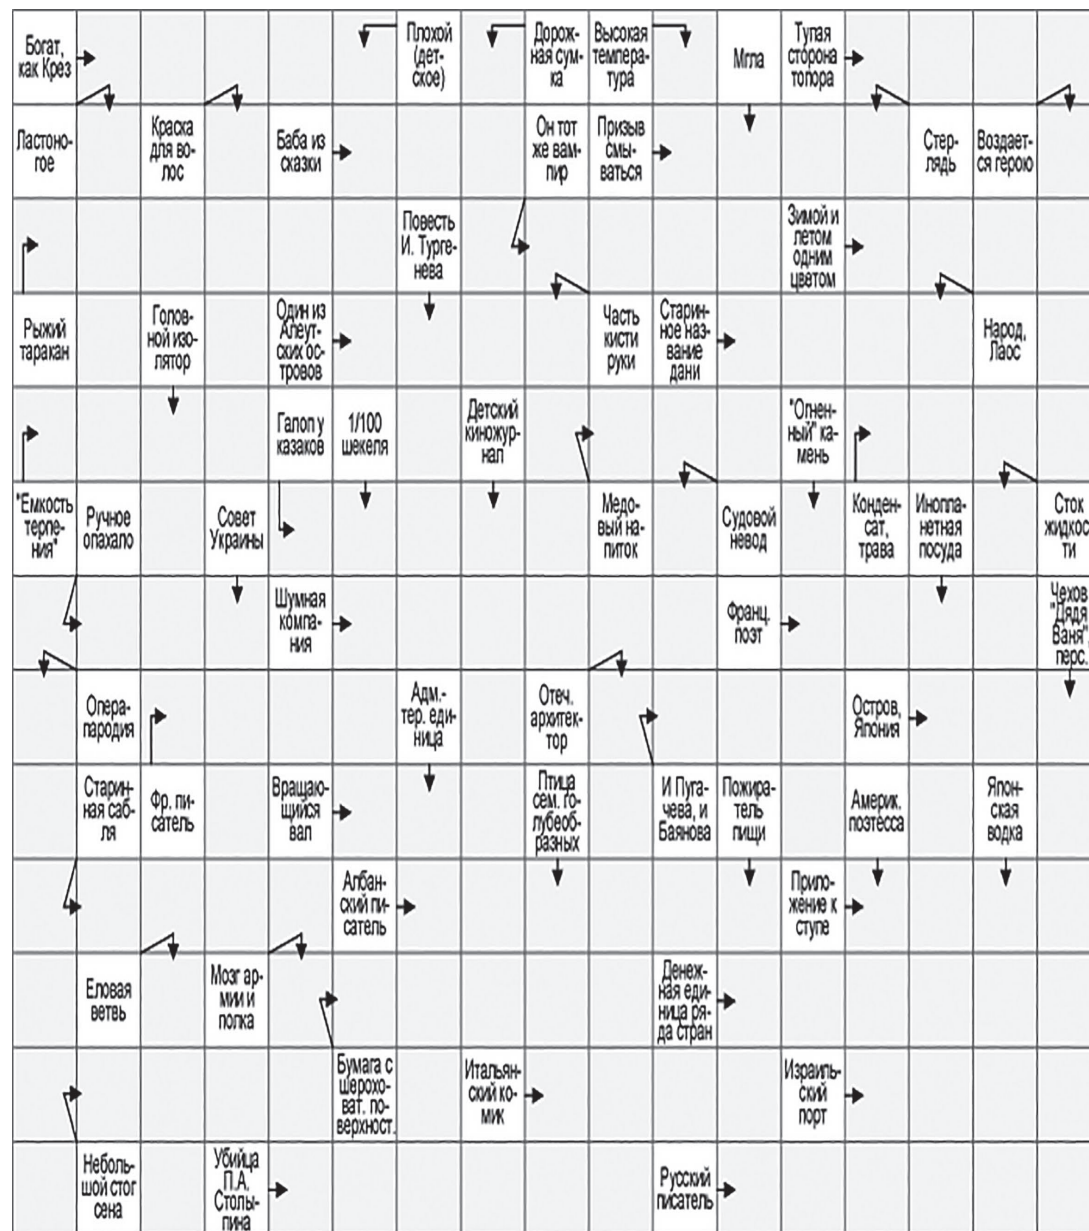 Богат,
как Крез
Плохой
(дет-
ское)
Дорож-
ная сум-
ка
Высокая
темпера-
тура
Мгла
Тупая
сторона
топора
Ластоно-
гое
Краска
для во-
лос
Баба из
сказки
Он тот
же вам-
пир
Призыв
смы-
ваться
Стер-
лядь
Воздает-
ся герою
Повесть
И. Турге-
нева
Зимой и
летом
одним
цветом
Рыжий
таракан
Голов-
ной изо-
лятор
Один из
Алеут-
ских ос-
тровов
Часть
кисти
руки
Старин-
ное наз-
вание
дани
Народ,
Лаос
Галоп у
казаков
1/100
шекеля
Детский
киножур-
нал
"Огнен-
ный" ка-
мень
"Емкость
терпе-
ния"
Ручное
опахало
Совет
Украины
Медо-
вый на-
питок
Судовой
невод
Конден-
сат,
трава
Инопла-
нетная
посуда
Сток
жидкос-
ти
Шумная
компа-
ния
Франц.
поэт
Чехов
"Дядя
Ваня",
перс.
Опера-
пародия
Адм.-
тер. еди-
ница
Отеч.
архитек-
тор
Остров,
Япония
Старин-
ная саб-
ля
Фр. пи-
сатель
Вращаю-
щийся
вал
Птица
сем. го-
лубеоб-
разных
И Пуга-
чева, и
Баянова
Пожира-
тель
пищи
Америк.
поэтесса
Япон-
ская
водка
Албан-
ский пи-
сатель
Прило-
жение к
ступе
Еловая
ветвь
Мозг ар-
мии и
полка
Денеж-
ная еди-
ница ря-
да стран
Бумага с
шерохо-
ват. по-
верхност.
Итальян-
ский ко-
мик
Израиль-
ский
порт
Неболь-
шой стог
сена
Убийца
П.А.
Столы-
пина
Русский
писатель